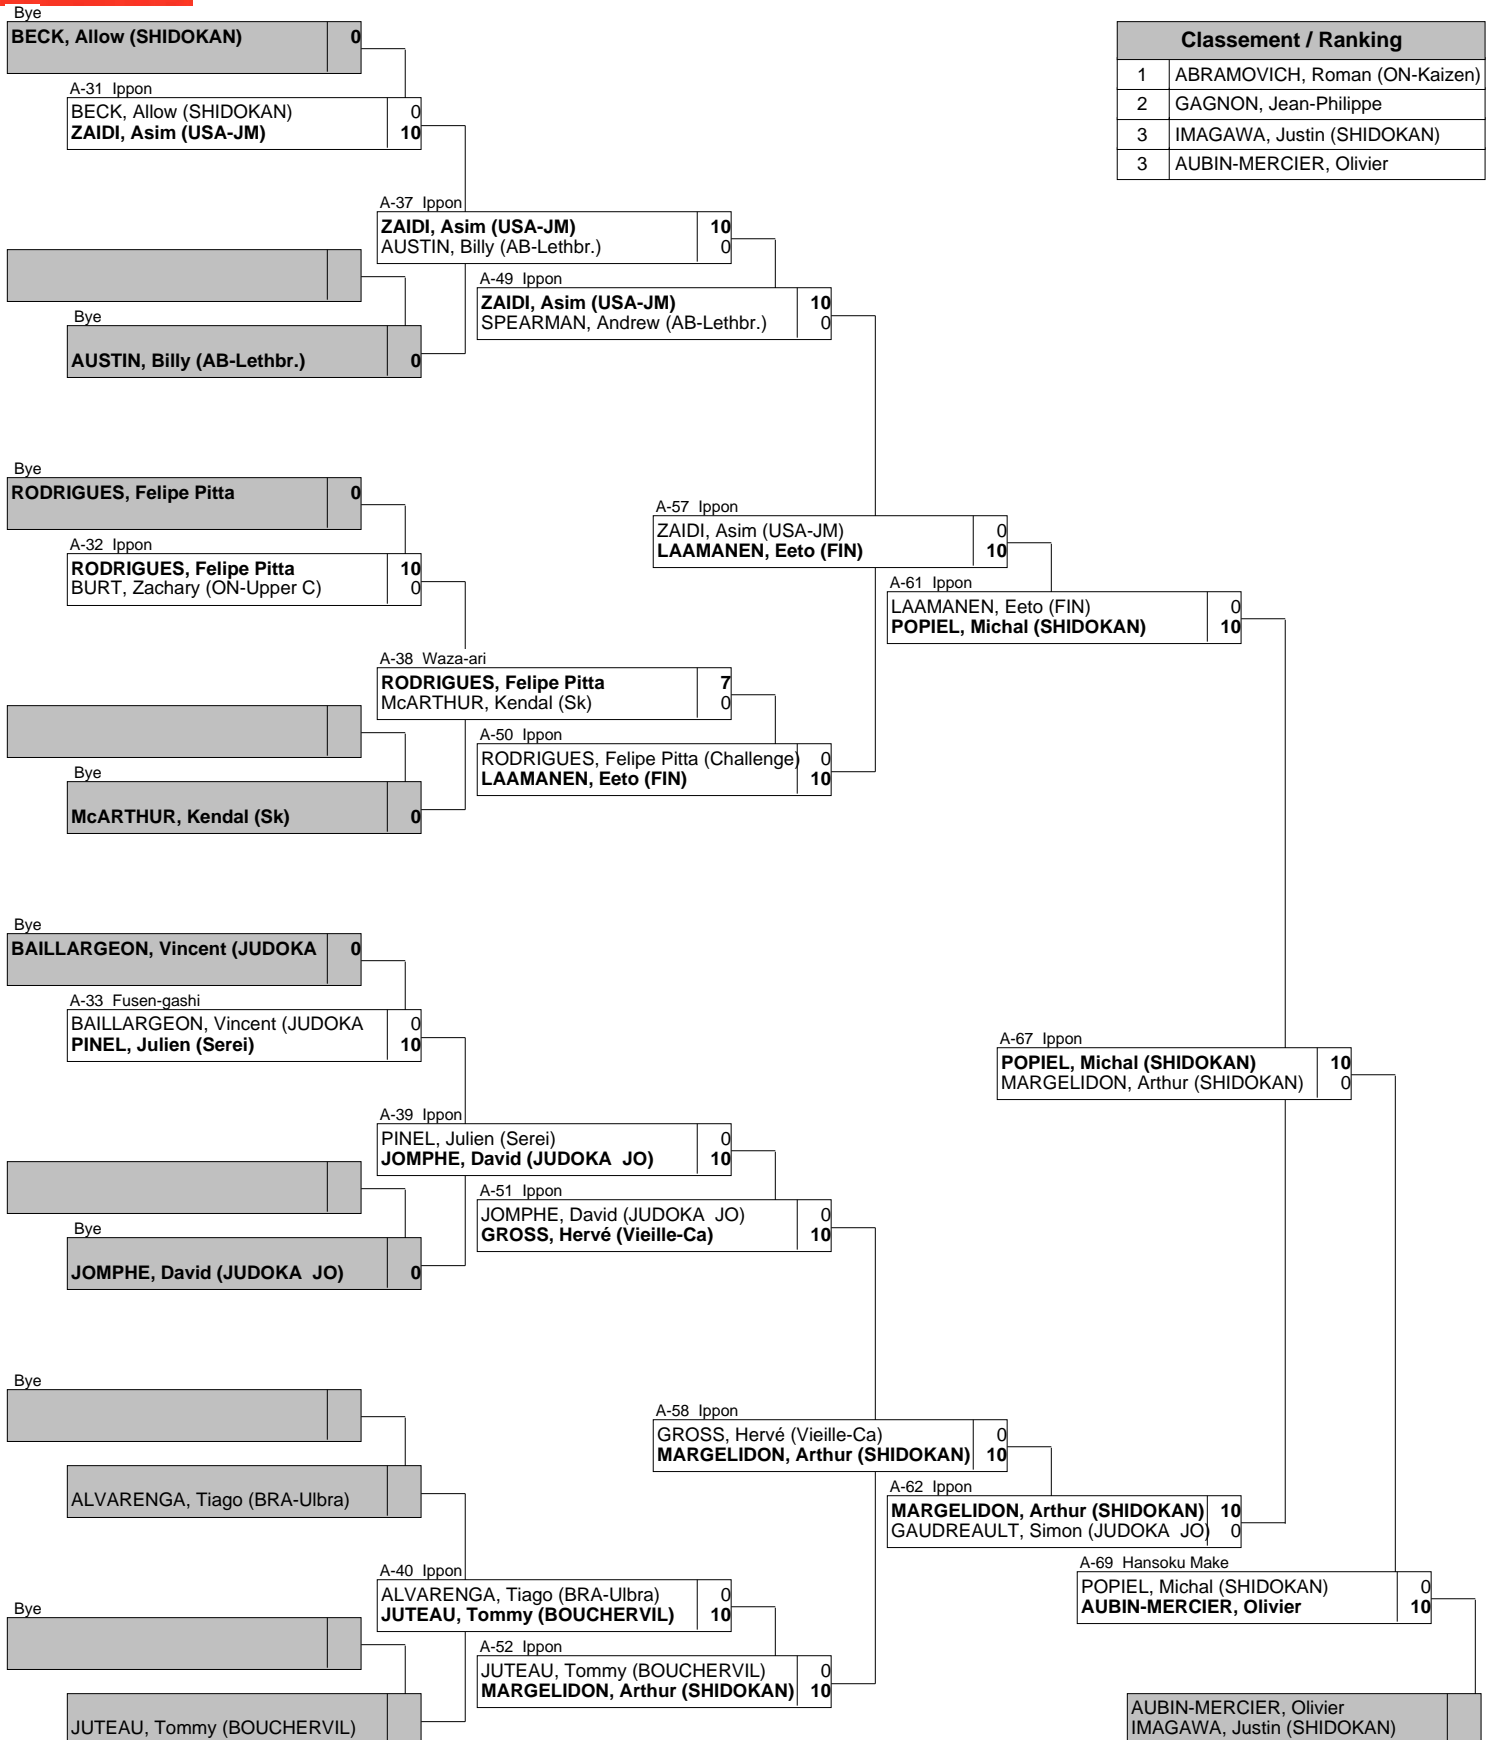 Bye
BECK, Allow (SHIDOKAN) 0
A-31 Ippon
BECK, Allow (SHIDOKAN) 0
ZAIDI, Asim (USA-JM) 10
Classement / Ranking
1 ABRAMOVICH, Roman (ON-Kaizen)
2 GAGNON, Jean-Philippe
3 IMAGAWA, Justin (SHIDOKAN)
3 AUBIN-MERCIER, Olivier
A-37 Ippon
ZAIDI, Asim (USA-JM) 10
AUSTIN, Billy (AB-Lethbr.) 0
A-49 Ippon
ZAIDI, Asim (USA-JM) 10
SPEARMAN, Andrew (AB-Lethbr.) 0
Bye
AUSTIN, Billy (AB-Lethbr.) 0
Bye
RODRIGUES, Felipe Pitta 0
A-32 Ippon
RODRIGUES, Felipe Pitta 10
BURT, Zachary (ON-Upper C) 0
A-57 Ippon
ZAIDI, Asim (USA-JM) 0
LAAMANEN, Eeto (FIN) 10
A-61 Ippon
LAAMANEN, Eeto (FIN) 0
POPIEL, Michal (SHIDOKAN) 10
A-38 Waza-ari
RODRIGUES, Felipe Pitta 7
McARTHUR, Kendal (Sk) 0
A-50 Ippon
RODRIGUES, Felipe Pitta (Challenge) 0
LAAMANEN, Eeto (FIN) 10
Bye
McARTHUR, Kendal (Sk) 0
Bye
BAILLARGEON, Vincent (JUDOKA 0
A-33 Fusen-gashi
BAILLARGEON, Vincent (JUDOKA 0
PINEL, Julien (Serei) 10
A-67 Ippon
POPIEL, Michal (SHIDOKAN) 10
MARGELIDON, Arthur (SHIDOKAN) 0
A-39 Ippon
PINEL, Julien (Serei) 0
JOMPHE, David (JUDOKA JO) 10
A-51 Ippon
JOMPHE, David (JUDOKA JO) 0
GROSS, Hervé (Vieille-Ca) 10
Bye
JOMPHE, David (JUDOKA JO) 0
Bye
ALVARENGA, Tiago (BRA-Ulbra)
A-58 Ippon
GROSS, Hervé (Vieille-Ca) 0
MARGELIDON, Arthur (SHIDOKAN) 10
A-62 Ippon
MARGELIDON, Arthur (SHIDOKAN) 10
GAUDREAULT, Simon (JUDOKA JO) 0
A-40 Ippon
ALVARENGA, Tiago (BRA-Ulbra) 0
JUTEAU, Tommy (BOUCHERVIL) 10
A-69 Hansoku Make
POPIEL, Michal (SHIDOKAN) 0
AUBIN-MERCIER, Olivier 10
Bye
A-52 Ippon
JUTEAU, Tommy (BOUCHERVIL) 0
MARGELIDON, Arthur (SHIDOKAN) 10
JUTEAU, Tommy (BOUCHERVIL)
AUBIN-MERCIER, Olivier
IMAGAWA, Justin (SHIDOKAN)